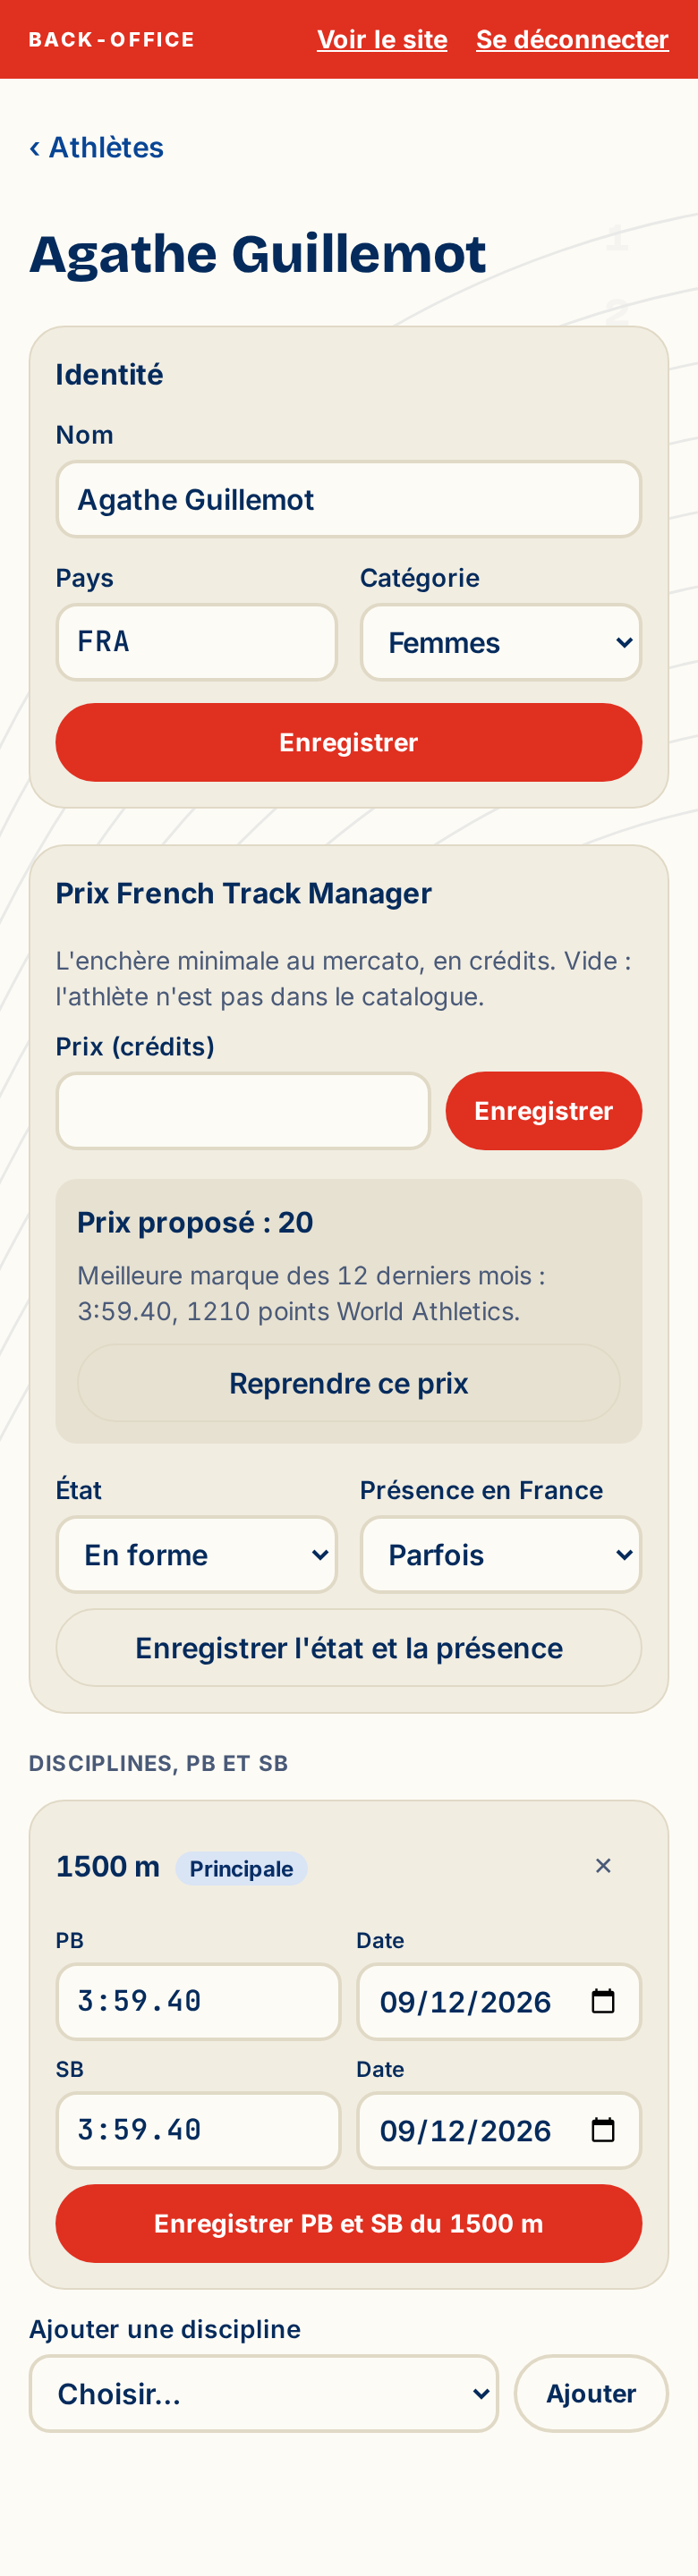 BACK-OFFICE
Voir le site
Se déconnecter
‹ Athlètes
1
Agathe Guillemot
2
Identité
Nom
Agathe Guillemot
Pays
Catégorie
FRA
Femmes
Enregistrer
Prix French Track Manager
L'enchère minimale au mercato, en crédits. Vide :
l'athlète n'est pas dans le catalogue.
Prix (crédits)
Enregistrer
Prix proposé : 20
Meilleure marque des 12 derniers mois :
3:59.40, 1210 points World Athletics.
Reprendre ce prix
État
Présence en France
En forme
Parfois
Enregistrer l'état et la présence
DISCIPLINES, PB ET SB
1500 m
Principale
×
PB
Date
3:59.40
09/12/2026
SB
Date
3:59.40
09/12/2026
Enregistrer PB et SB du 1500 m
Ajouter une discipline
Choisir...
Ajouter